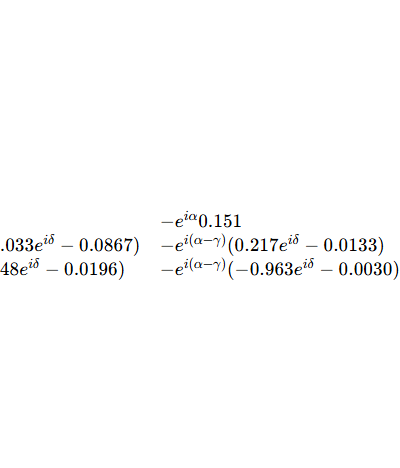 −e^{iα}0.151
.033e^{iδ} − 0.0867) −e^{i(α−γ)}(0.217e^{iδ} − 0.0133)
48e^{iδ} − 0.0196) −e^{i(α−γ)}(−0.963e^{iδ} − 0.0030)